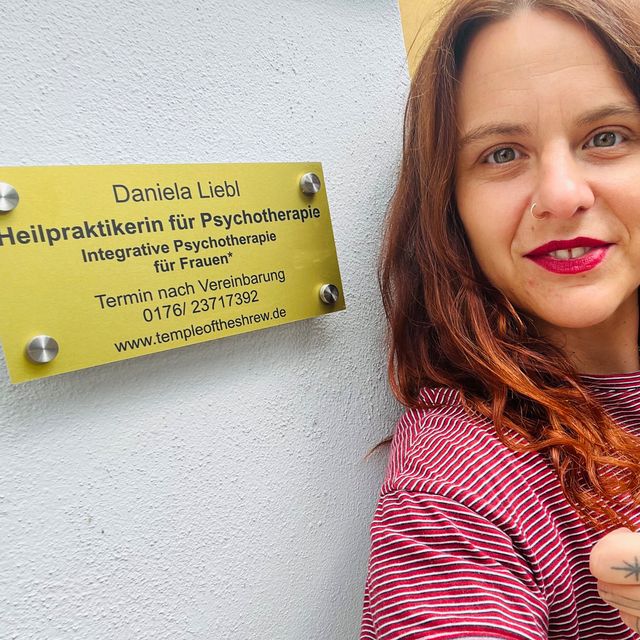 Daniela Liebl
Heilpraktikerin für Psychotherapie
Integrative Psychotherapie
für Frauen*
Termin nach Vereinbarung
0176/ 23717392
www.templeoftheshrew.de